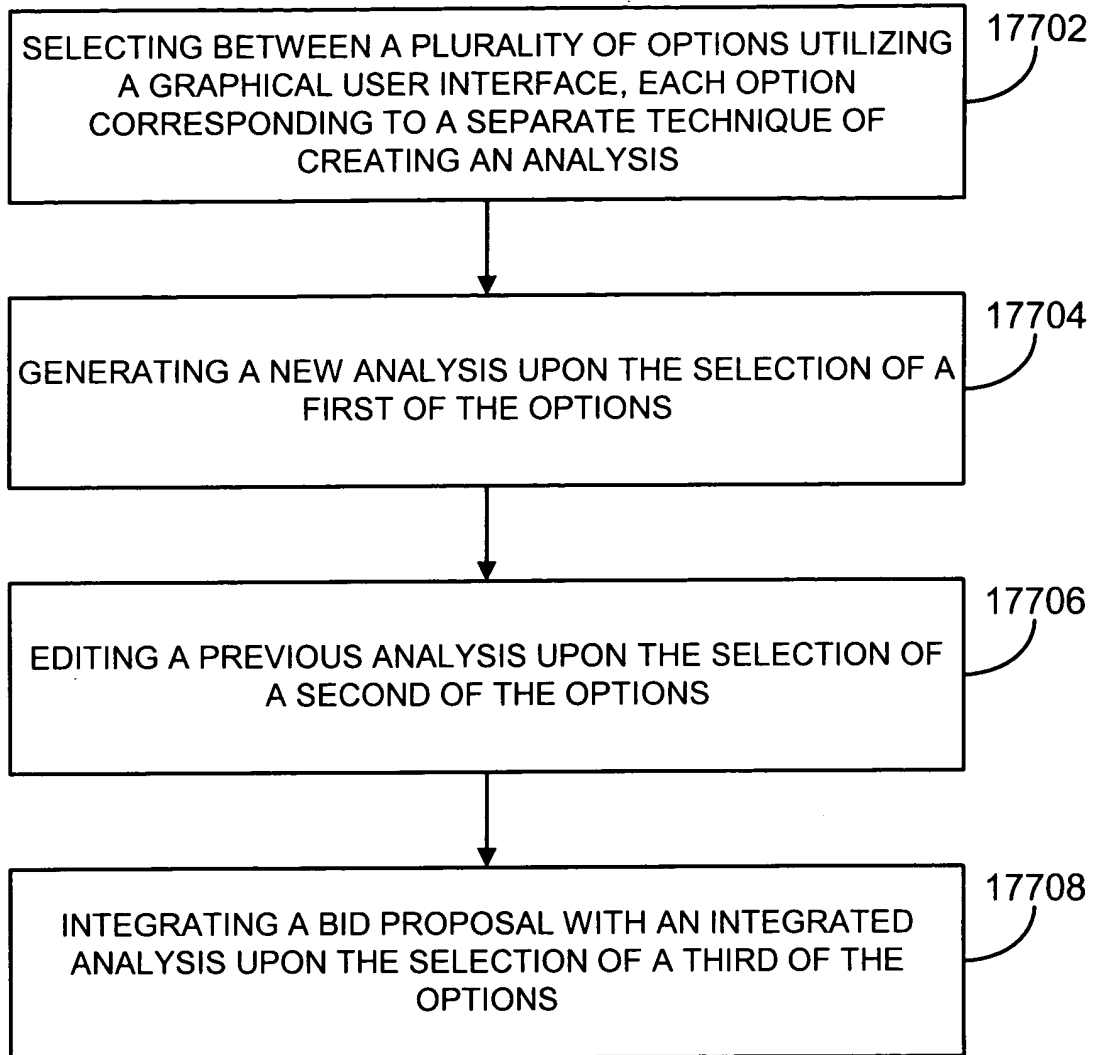 17702
SELECTING BETWEEN A PLURALITY OF OPTIONS UTILIZING
A GRAPHICAL USER INTERFACE, EACH OPTION
CORRESPONDING TO A SEPARATE TECHNIQUE OF
CREATING AN ANALYSIS
17704
GENERATING A NEW ANALYSIS UPON THE SELECTION OF A
FIRST OF THE OPTIONS
17706
EDITING A PREVIOUS ANALYSIS UPON THE SELECTION OF
A SECOND OF THE OPTIONS
17708
INTEGRATING A BID PROPOSAL WITH AN INTEGRATED
ANALYSIS UPON THE SELECTION OF A THIRD OF THE
OPTIONS